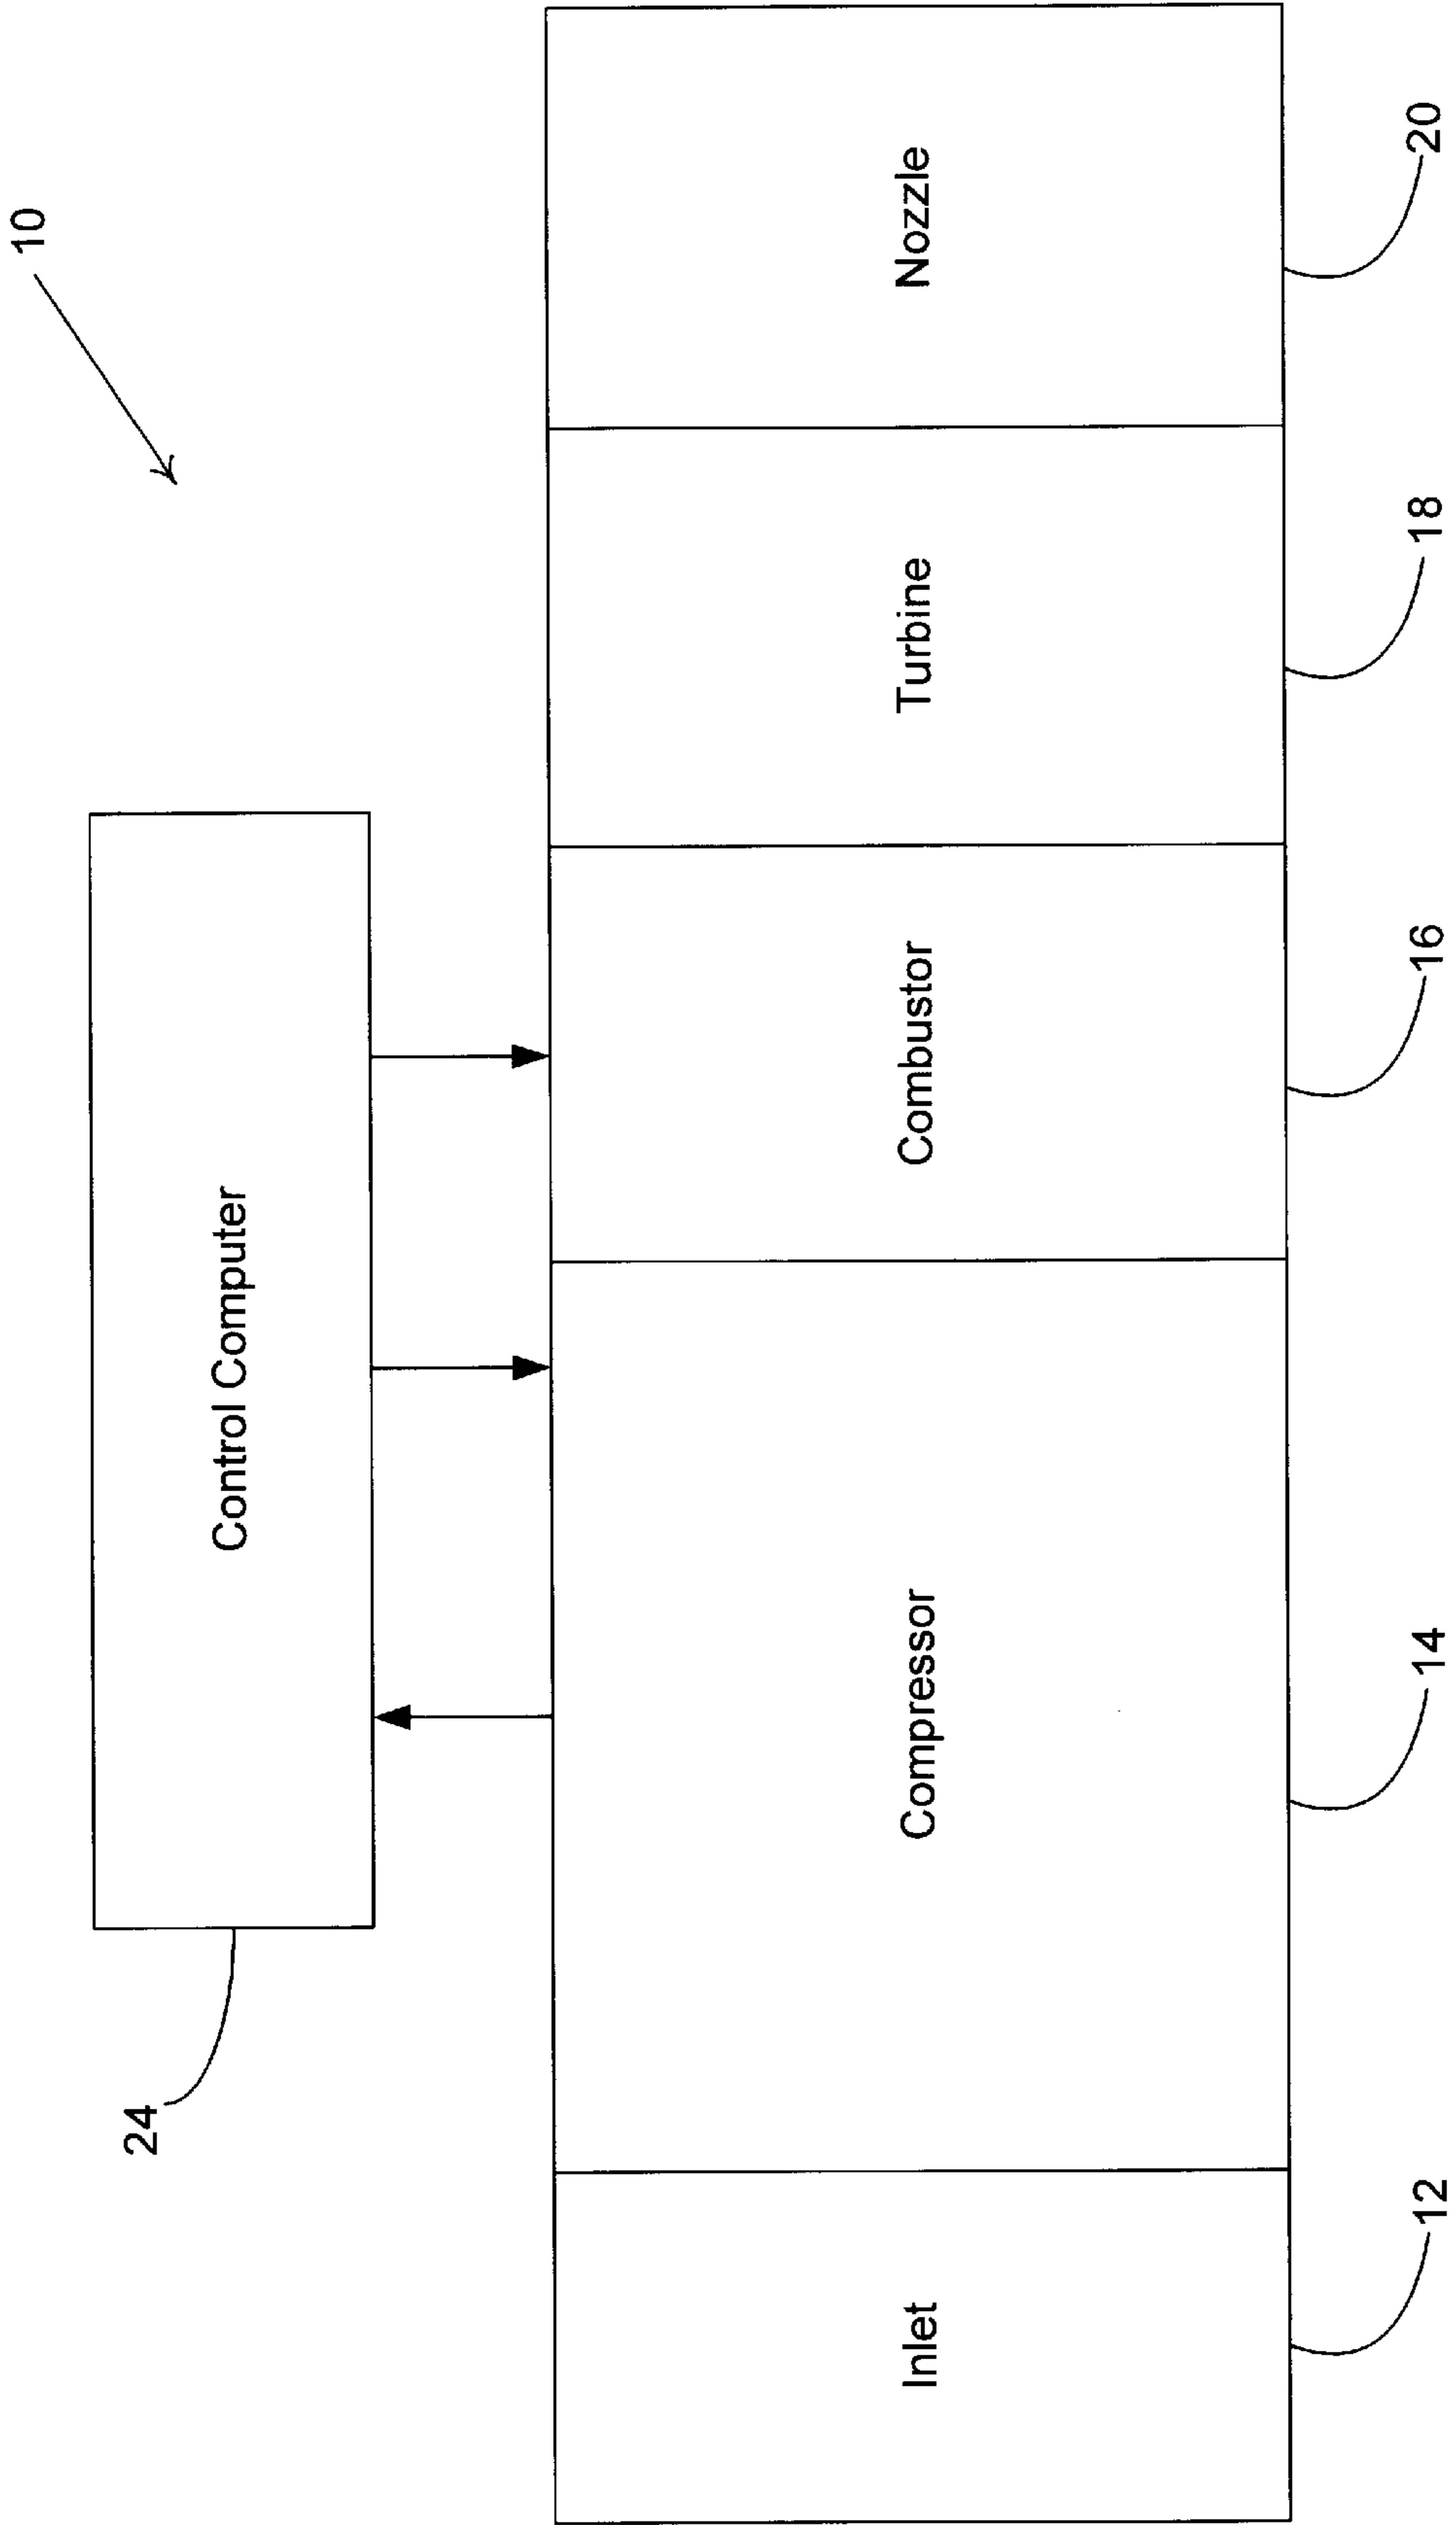 10
Control Computer
24
Inlet
Compressor
Combustor
Turbine
Nozzle
12
14
16
18
20